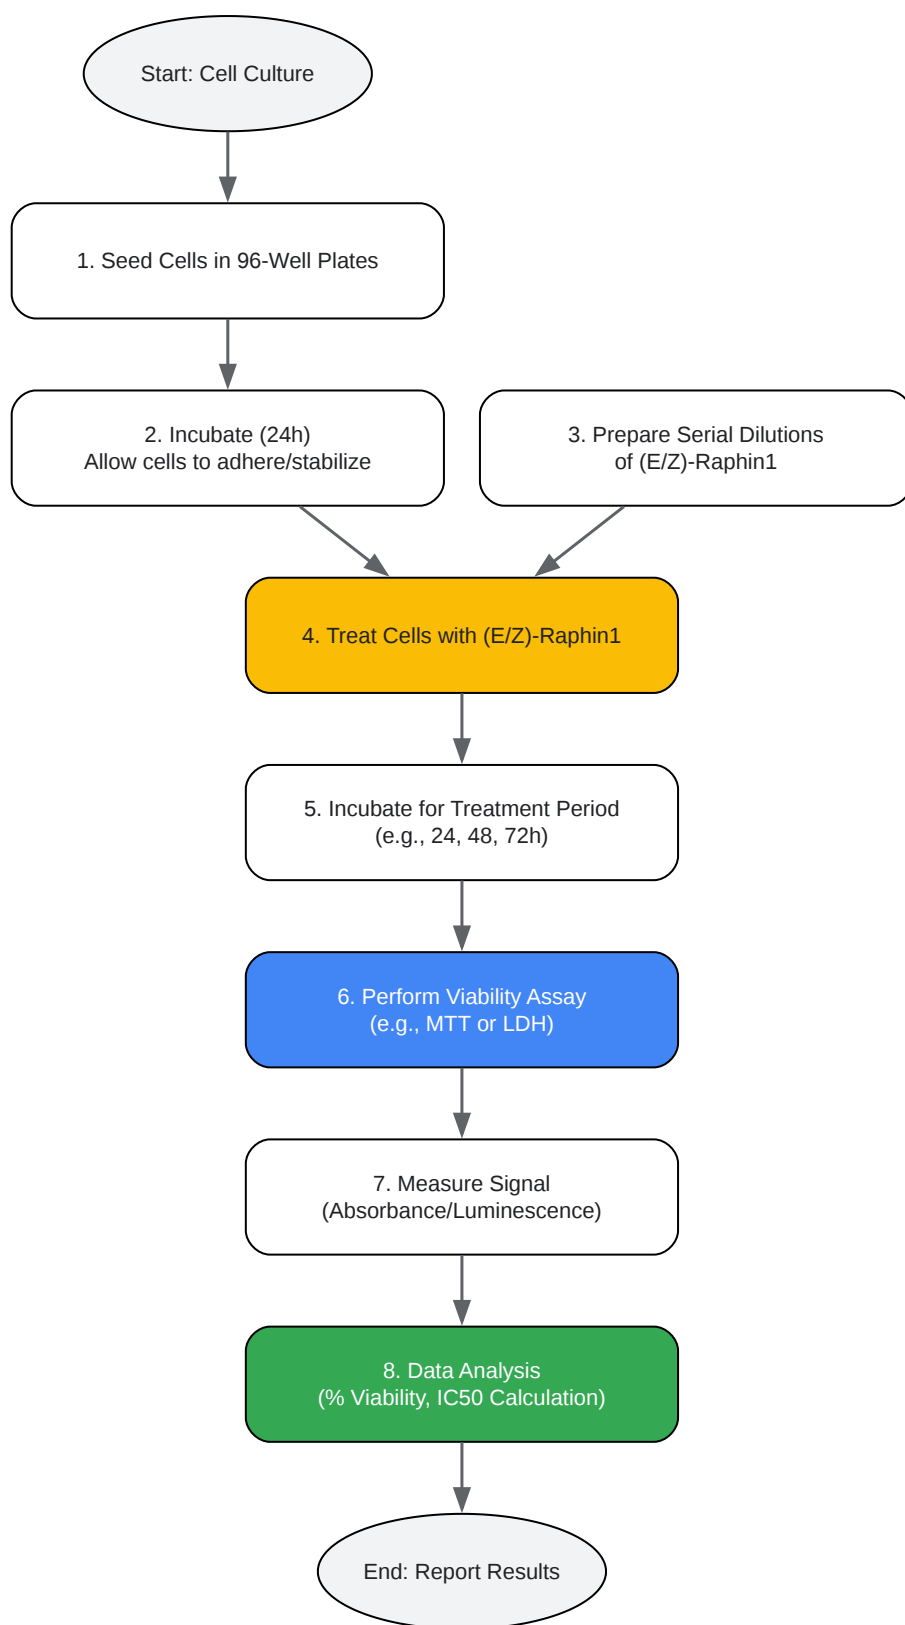 Start: Cell Culture
1. Seed Cells in 96-Well Plates
2. Incubate (24h)
Allow cells to adhere/stabilize
3. Prepare Serial Dilutions
of (E/Z)-Raphin1
4. Treat Cells with (E/Z)-Raphin1
5. Incubate for Treatment Period
(e.g., 24, 48, 72h)
6. Perform Viability Assay
(e.g., MTT or LDH)
7. Measure Signal
(Absorbance/Luminescence)
8. Data Analysis
(% Viability, IC50 Calculation)
End: Report Results